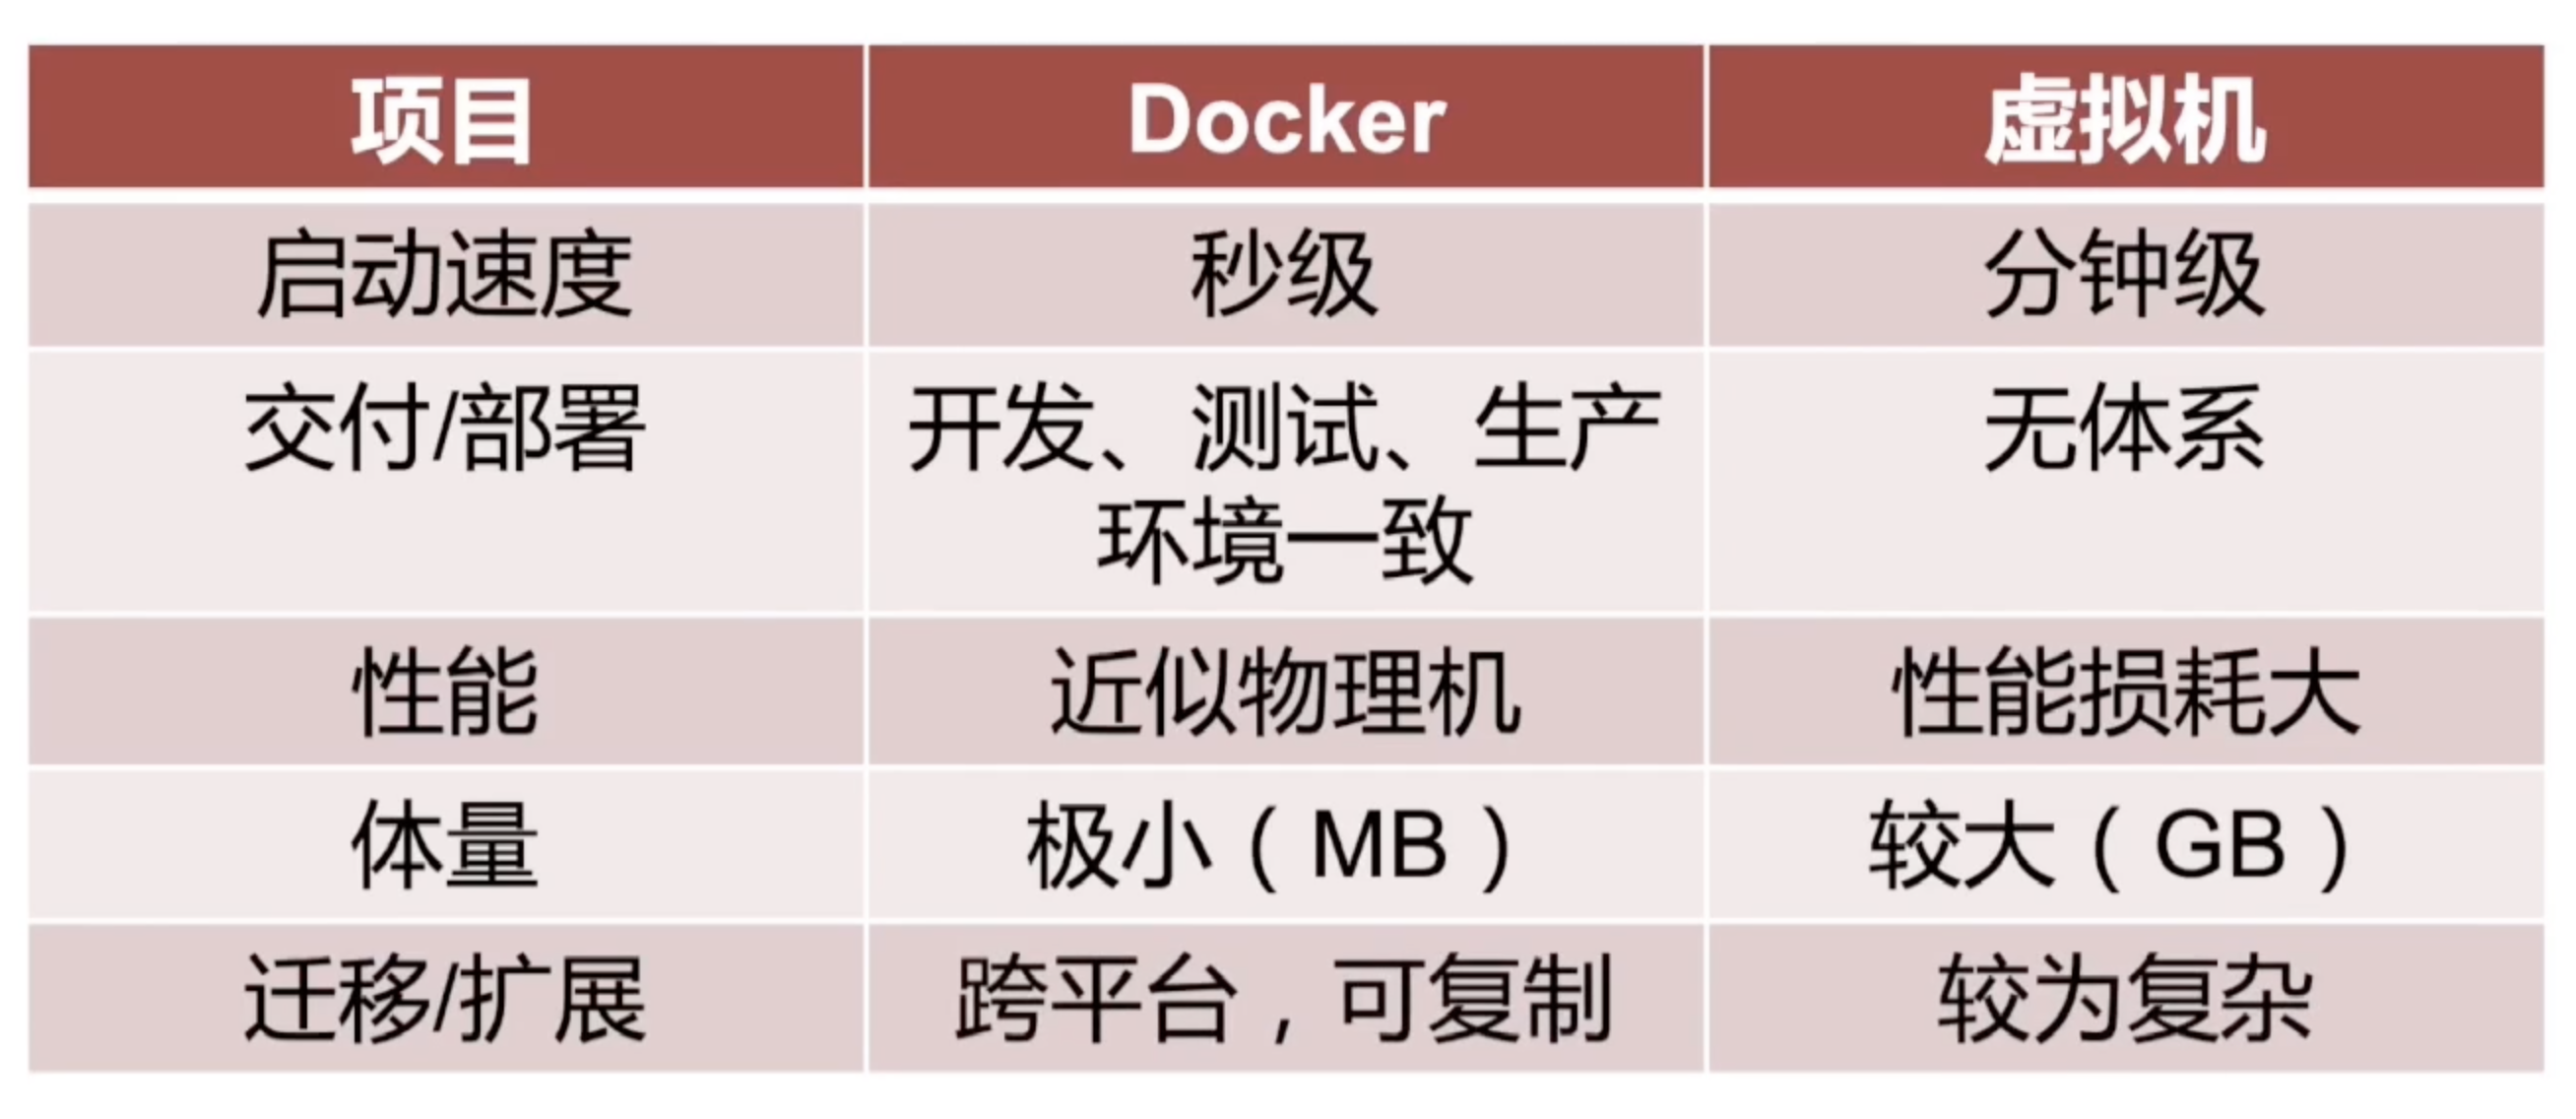 项目 Docker 虚拟机
启动速度 秒级 分钟级
交付/部署 开发、测试、生产 无体系
环境一致
性能 近似物理机 性能损耗大
体量 极小（MB） 较大（GB）
迁移/扩展 跨平台，可复制 较为复杂